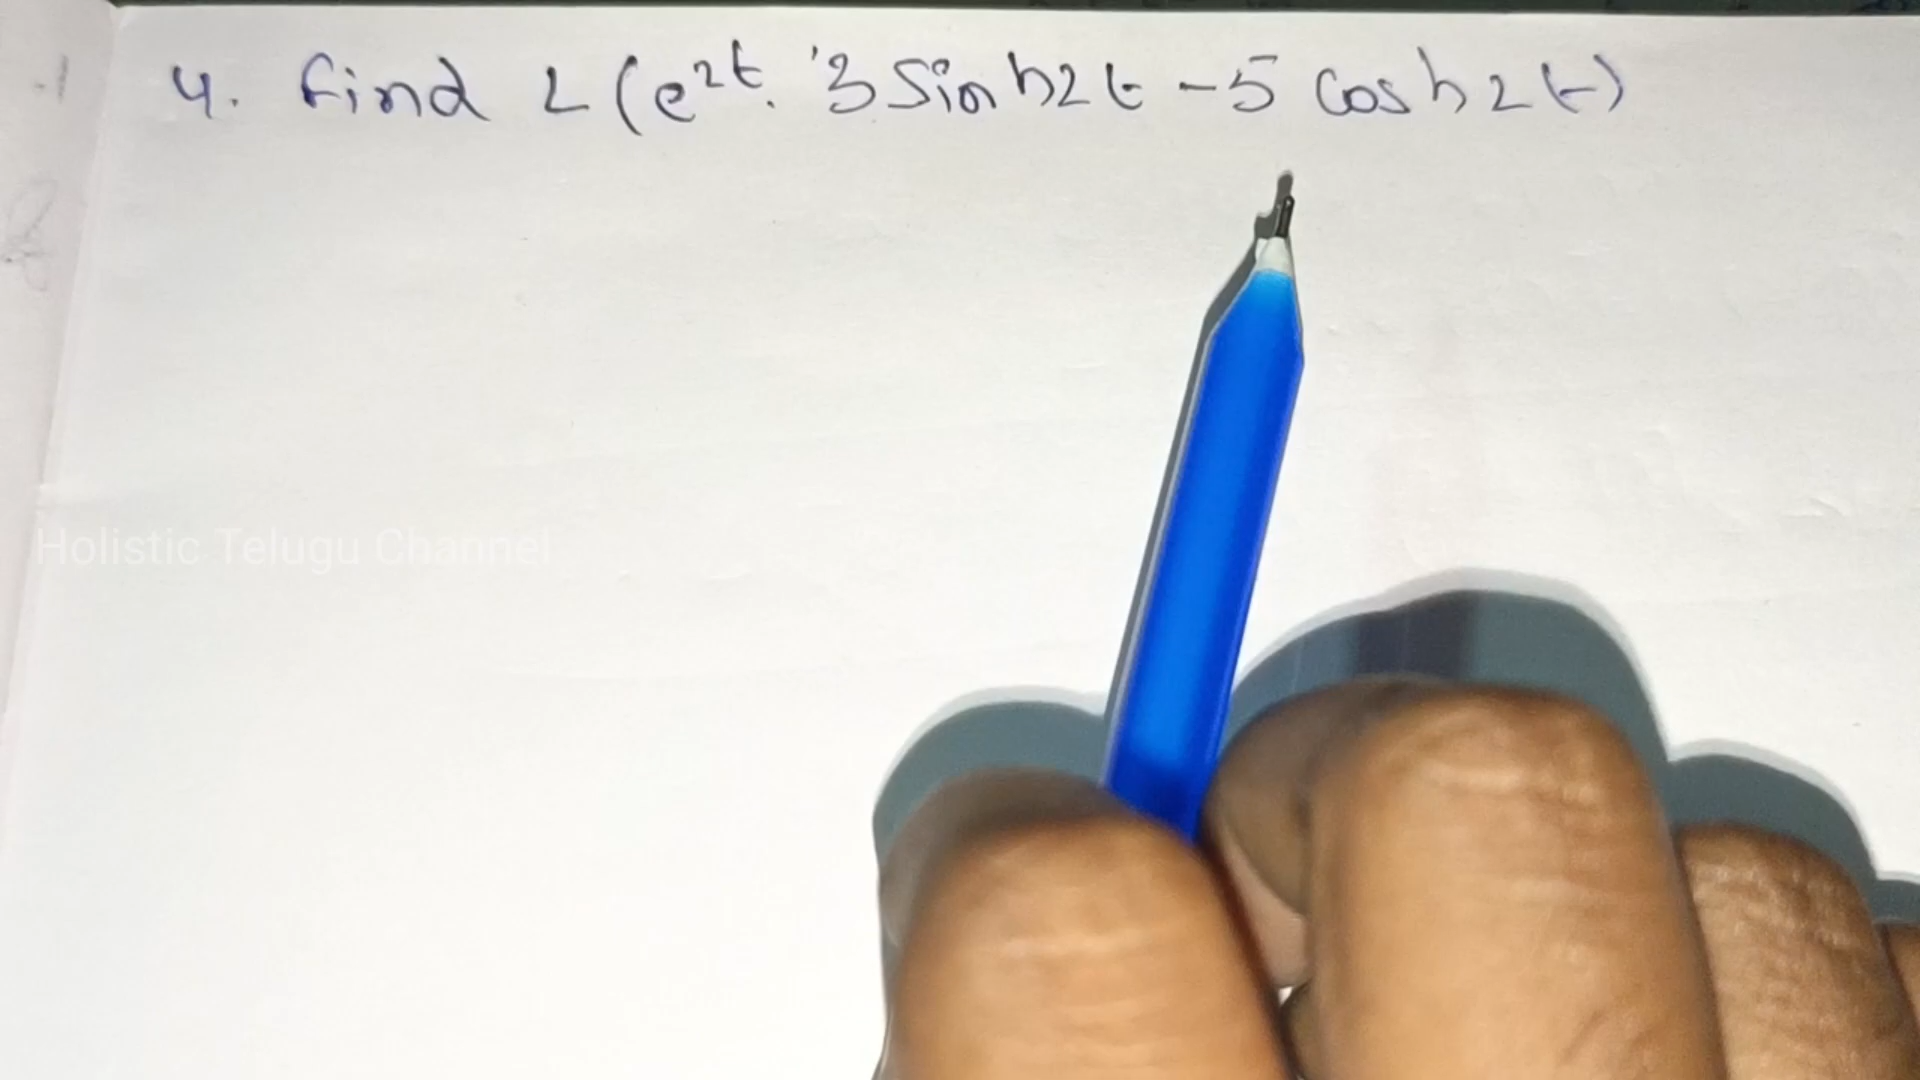 4. find L (e^2t. 3 Sinh2t - 5 Cosh2t)
Holistic Telugu Channel